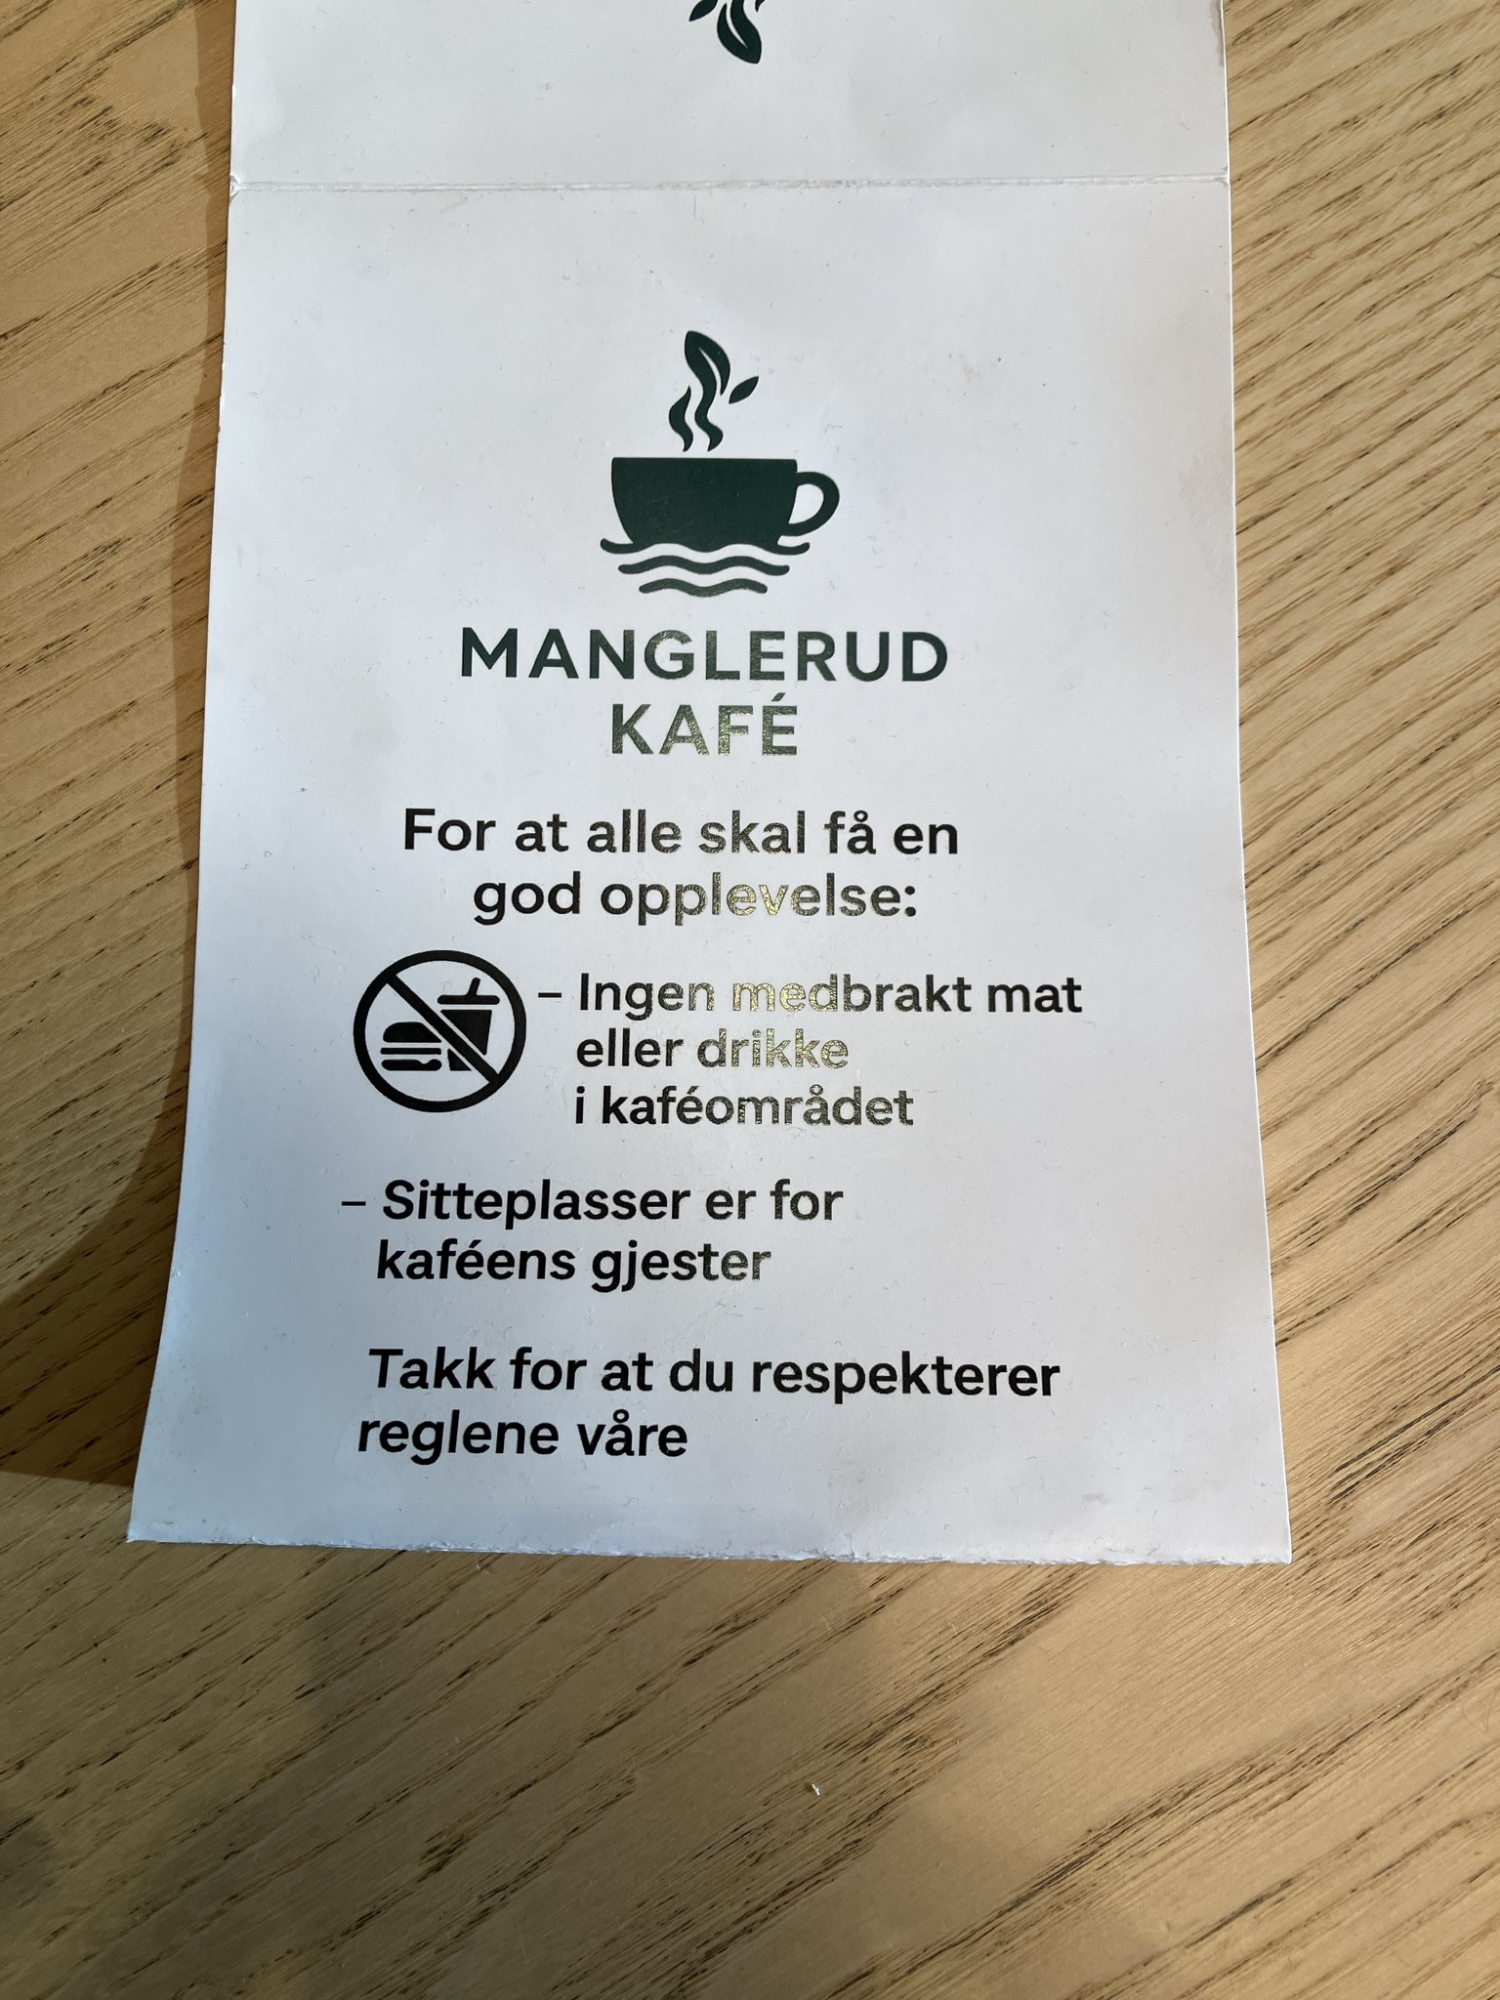 MANGLERUD
KAFÉ
For at alle skal få en
god opplevelse:
– Ingen medbrakt mat
eller drikke
i kaféområdet
– Sitteplasser er for
kaféens gjester
Takk for at du respekterer
reglene våre